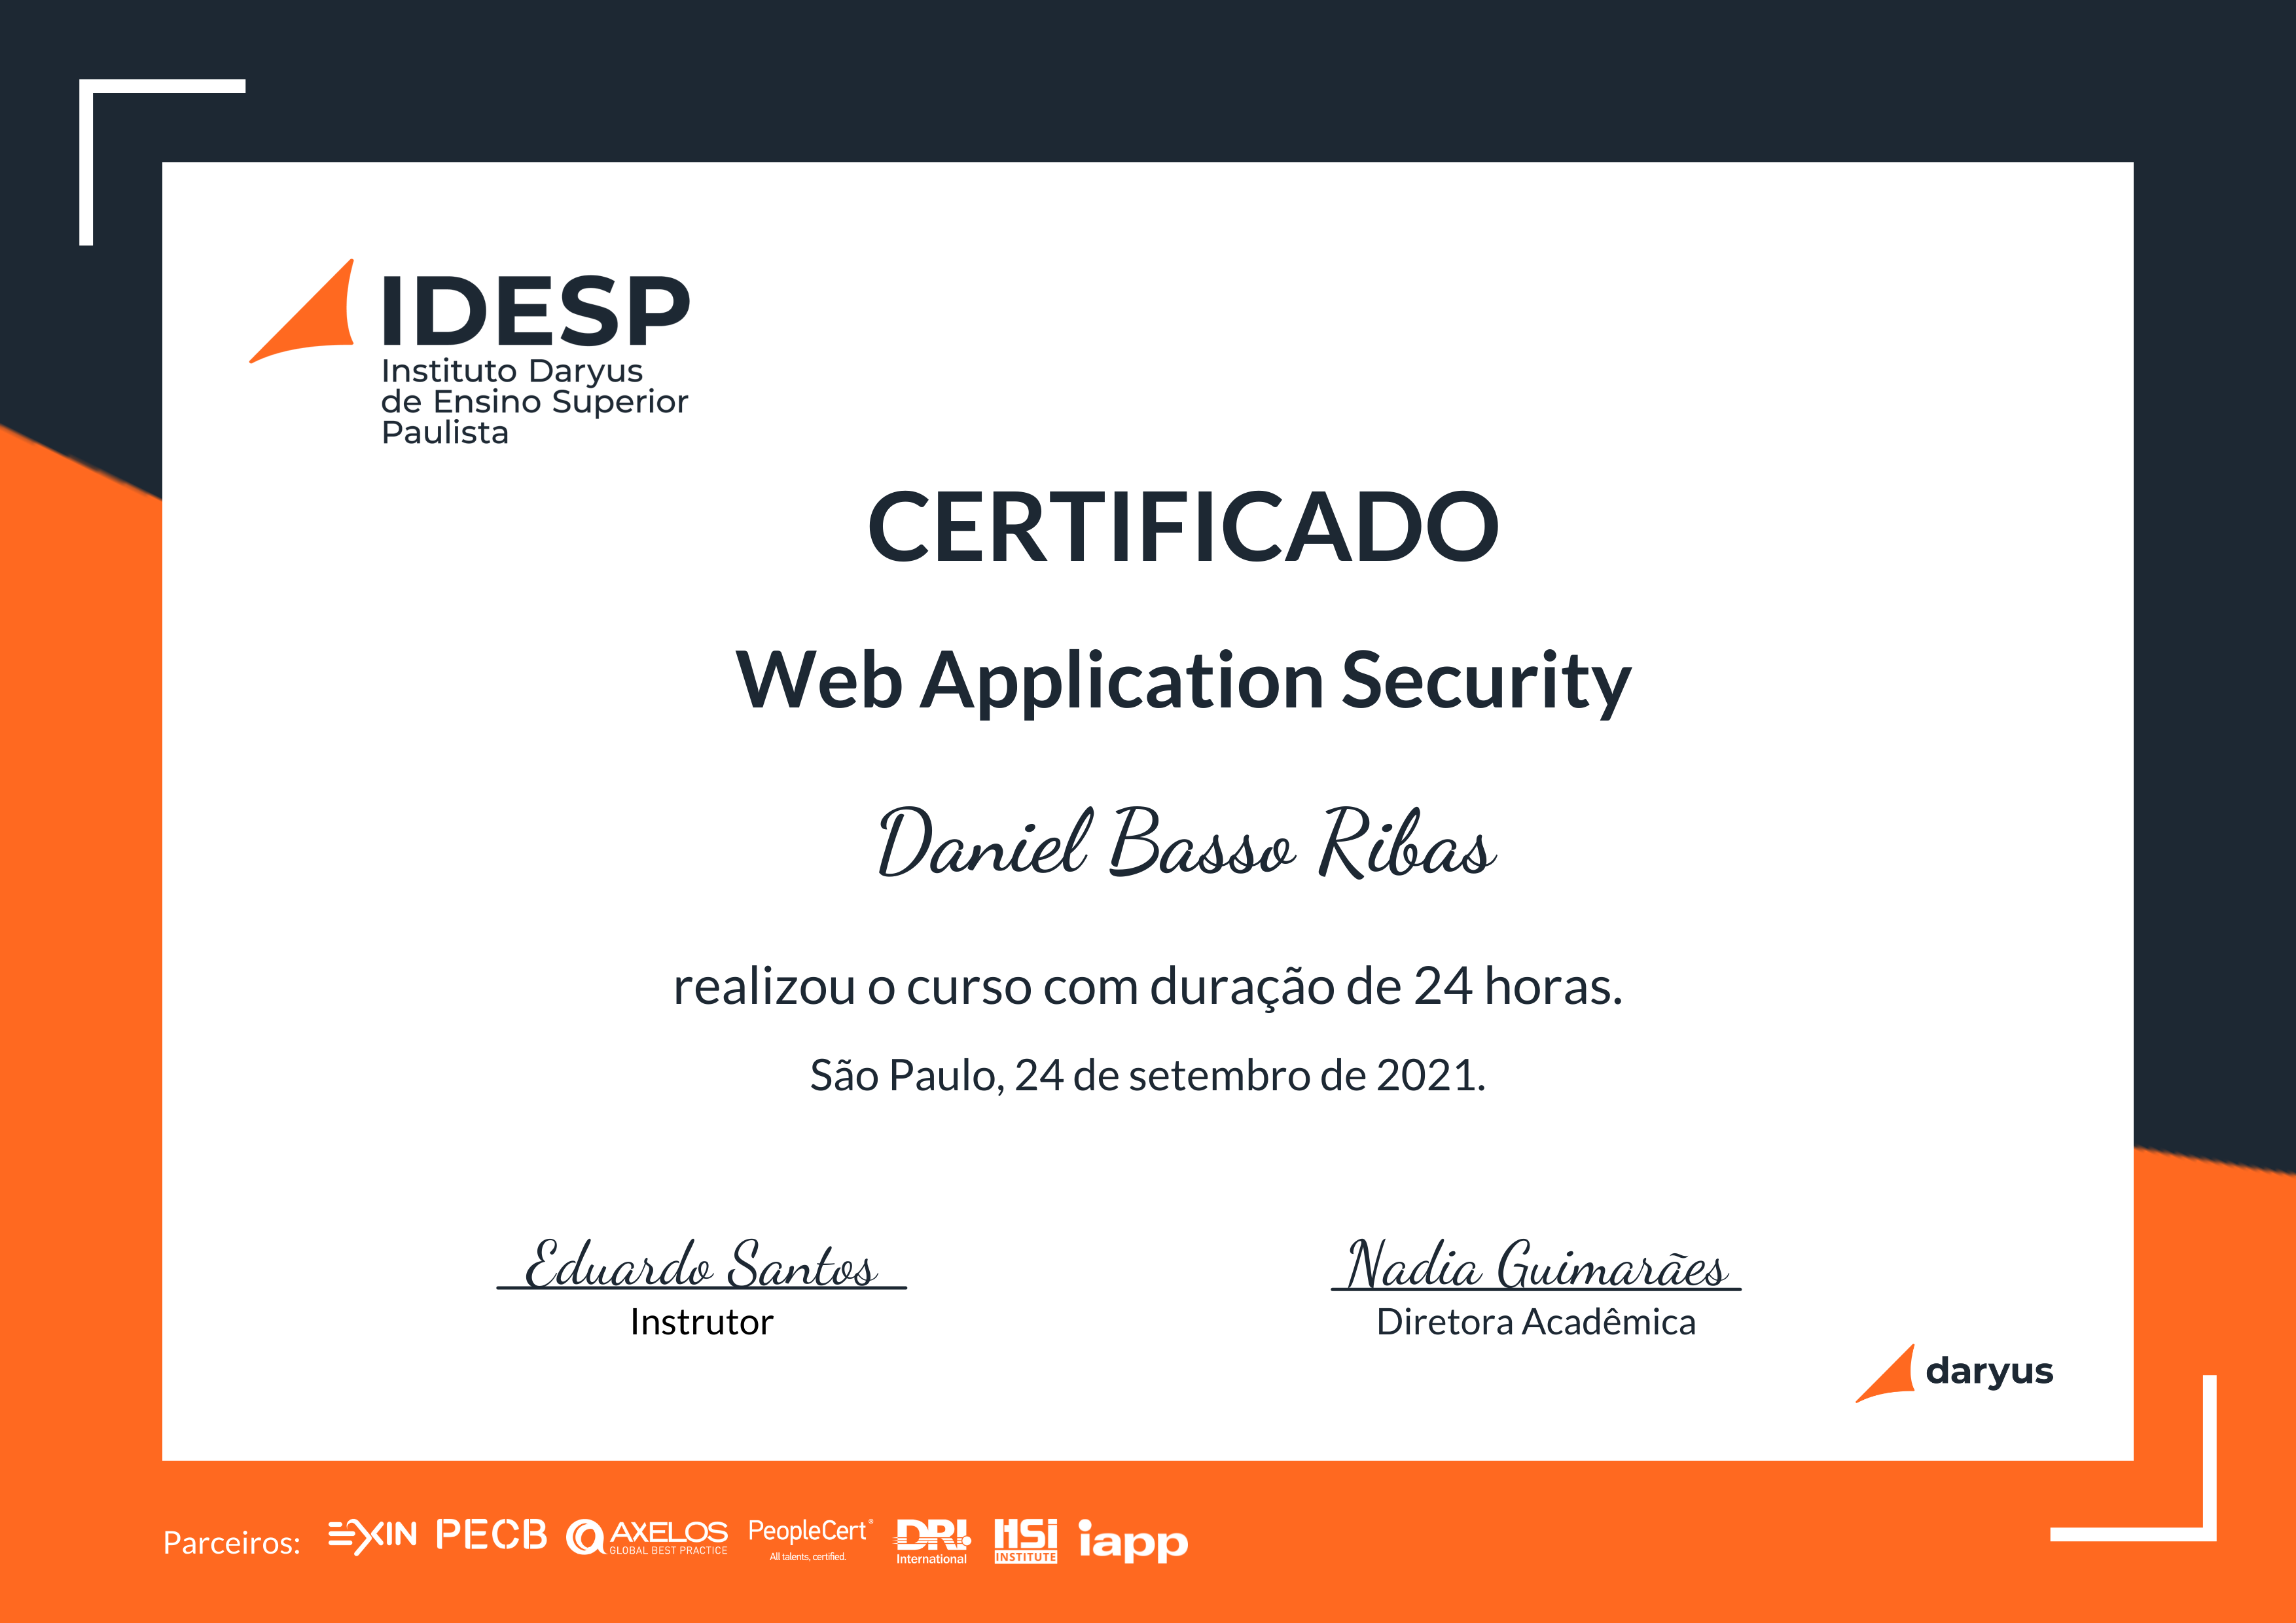 IDESP
Instituto Daryus
de Ensino Superior
Paulista
CERTIFICADO
Web Application Security
Daniel Basso Ribas
realizou o curso com duração de 24 horas.
São Paulo, 24 de setembro de 2021.
Eduardo Santos
Instrutor
Nadia Guimarães
Diretora Acadêmica
daryus
Parceiros:
EXIN
PECB
AXELOS
GLOBAL BEST PRACTICE
PeopleCert®
All talents, certified.
DRI
International
HSI
INSTITUTE
iapp